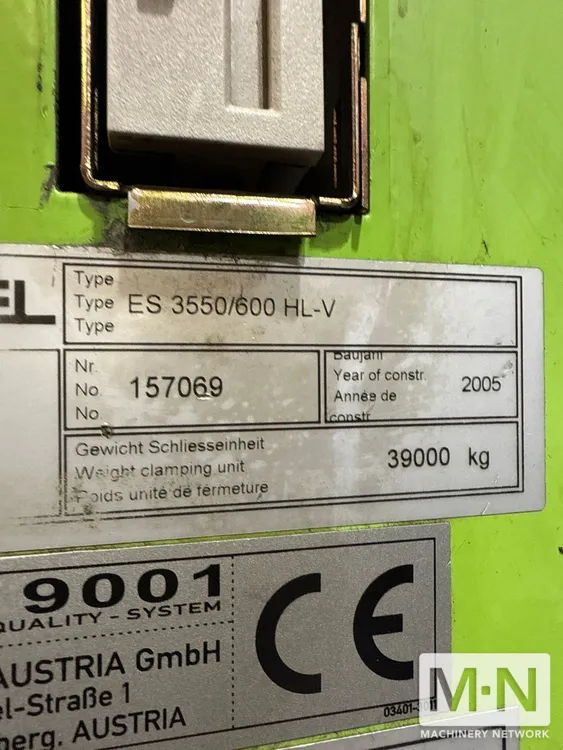 EL
Type
Type ES 3550/600 HL-V
Type
Nr.
No. 157069
No
Baujahr
Year of constr. 2005
Année de
constr.
Gewicht Schliesseinheit
Weight clamping unit 39000 kg
Poids unité de fermeture
9001
QUALITY-SYSTEM
CE
AUSTRIA GmbH
el-Straße 1
berg. AUSTRIA
M·N
MACHINERY NETWORK